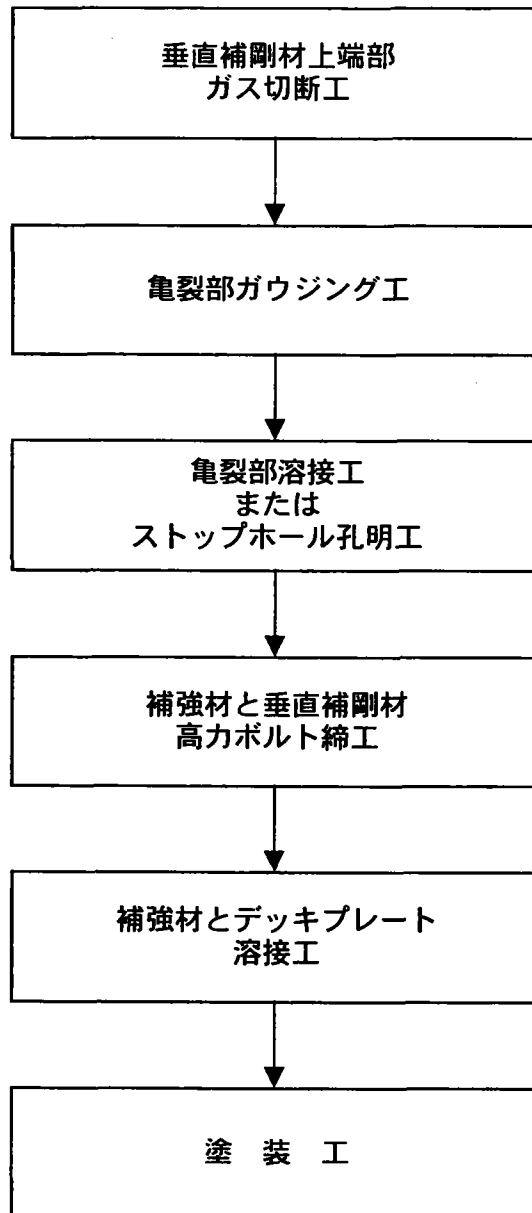 垂直補剛材上端部
ガス切断工
亀裂部ガウジング工
亀裂部溶接工
または
ストップホール孔明工
補強材と垂直補剛材
高力ボルト締工
補強材とデッキプレート
溶接工
塗 装 工